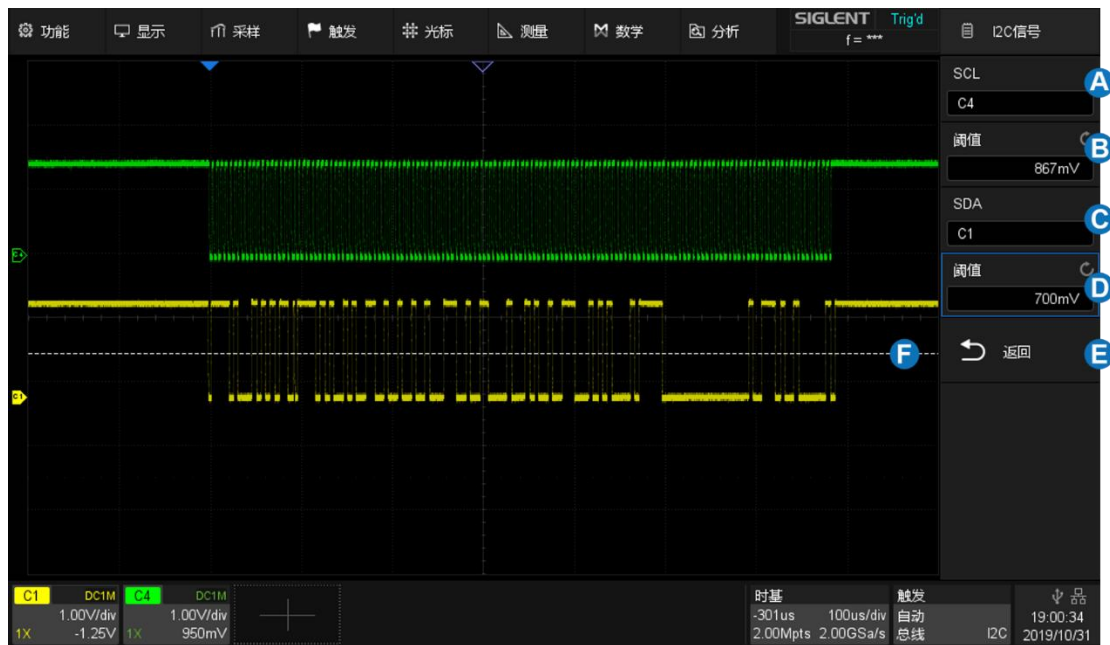 功能 显示 采样 触发 光标 测量 数学 分析 SIGLENT Trig'd I2C信号
f = ***
SCL
A
C4
阈值
B
867mV
SDA
C
C1
阈值
D
700mV
F
返回
E
C4
C1
C1 DC1M C4 DC1M 时基 触发
1.00V/div 1.00V/div -301us 100us/div 自动 19:00:34
1X -1.25V 1X 950mV 2.00Mpts 2.00GSa/s 总线 I2C 2019/10/31